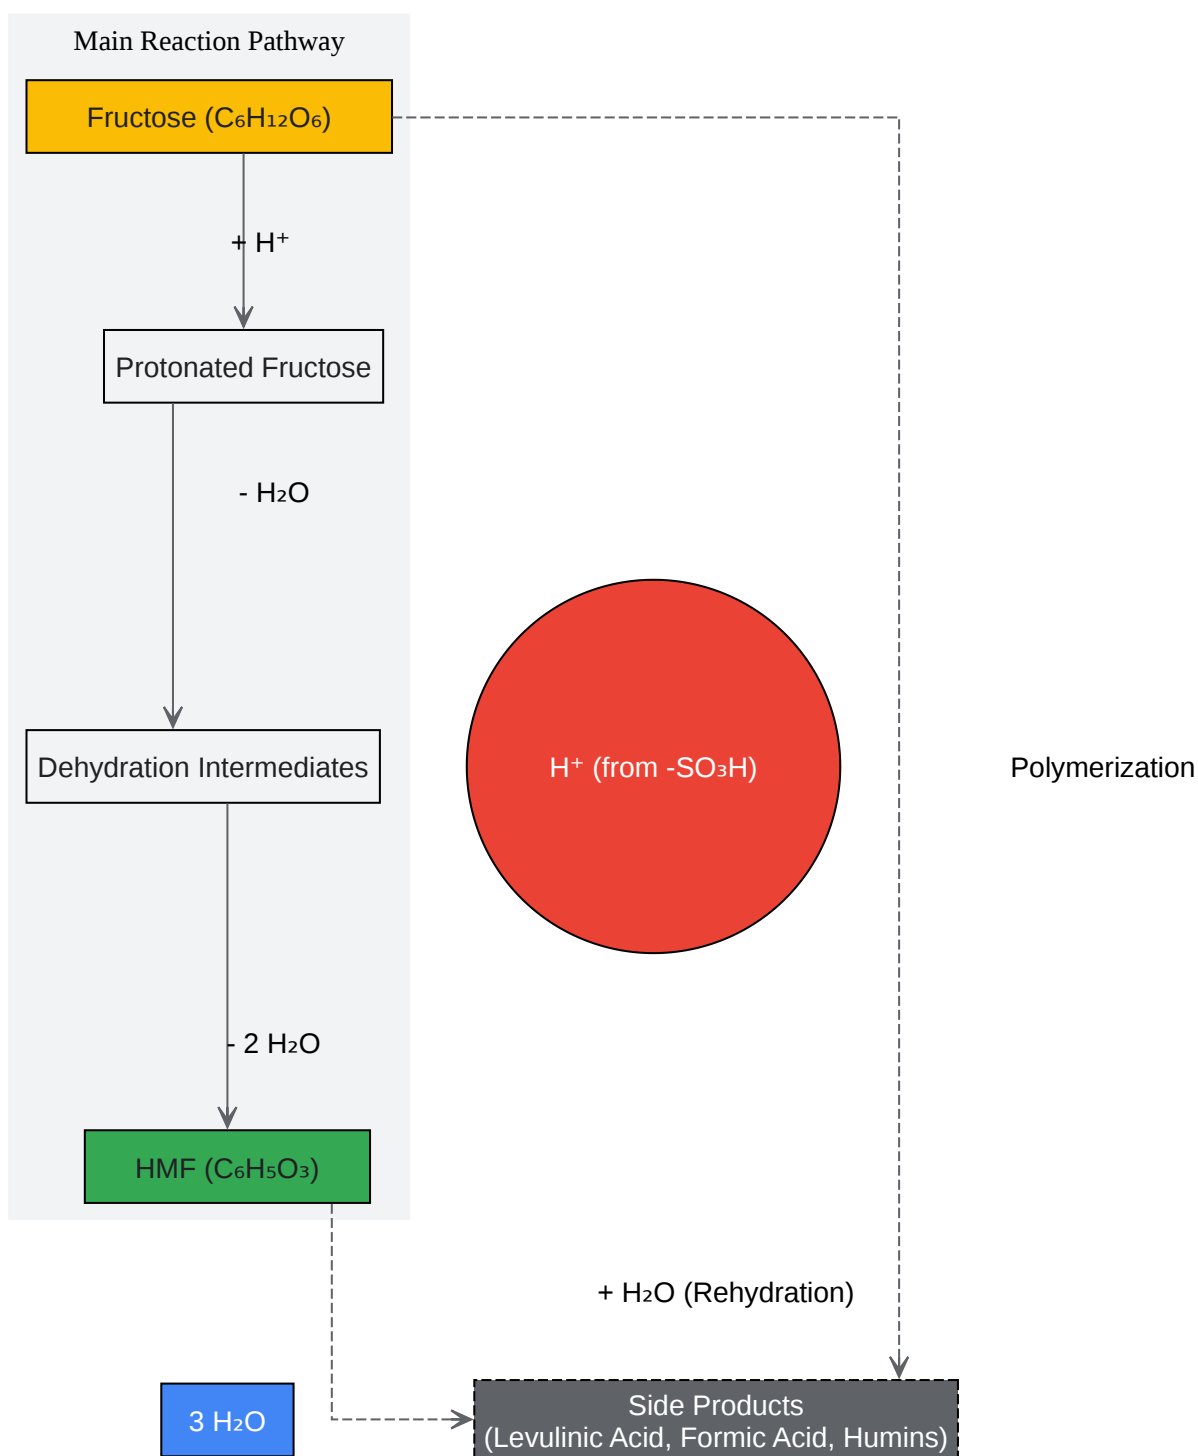 Main Reaction Pathway
Fructose (C₆H₁₂O₆)
+ H⁺
Protonated Fructose
- H₂O
Dehydration Intermediates
H⁺ (from -SO₃H)
Polymerization
- 2 H₂O
HMF (C₆H₅O₃)
+ H₂O (Rehydration)
3 H₂O
Side Products
(Levulinic Acid, Formic Acid, Humins)